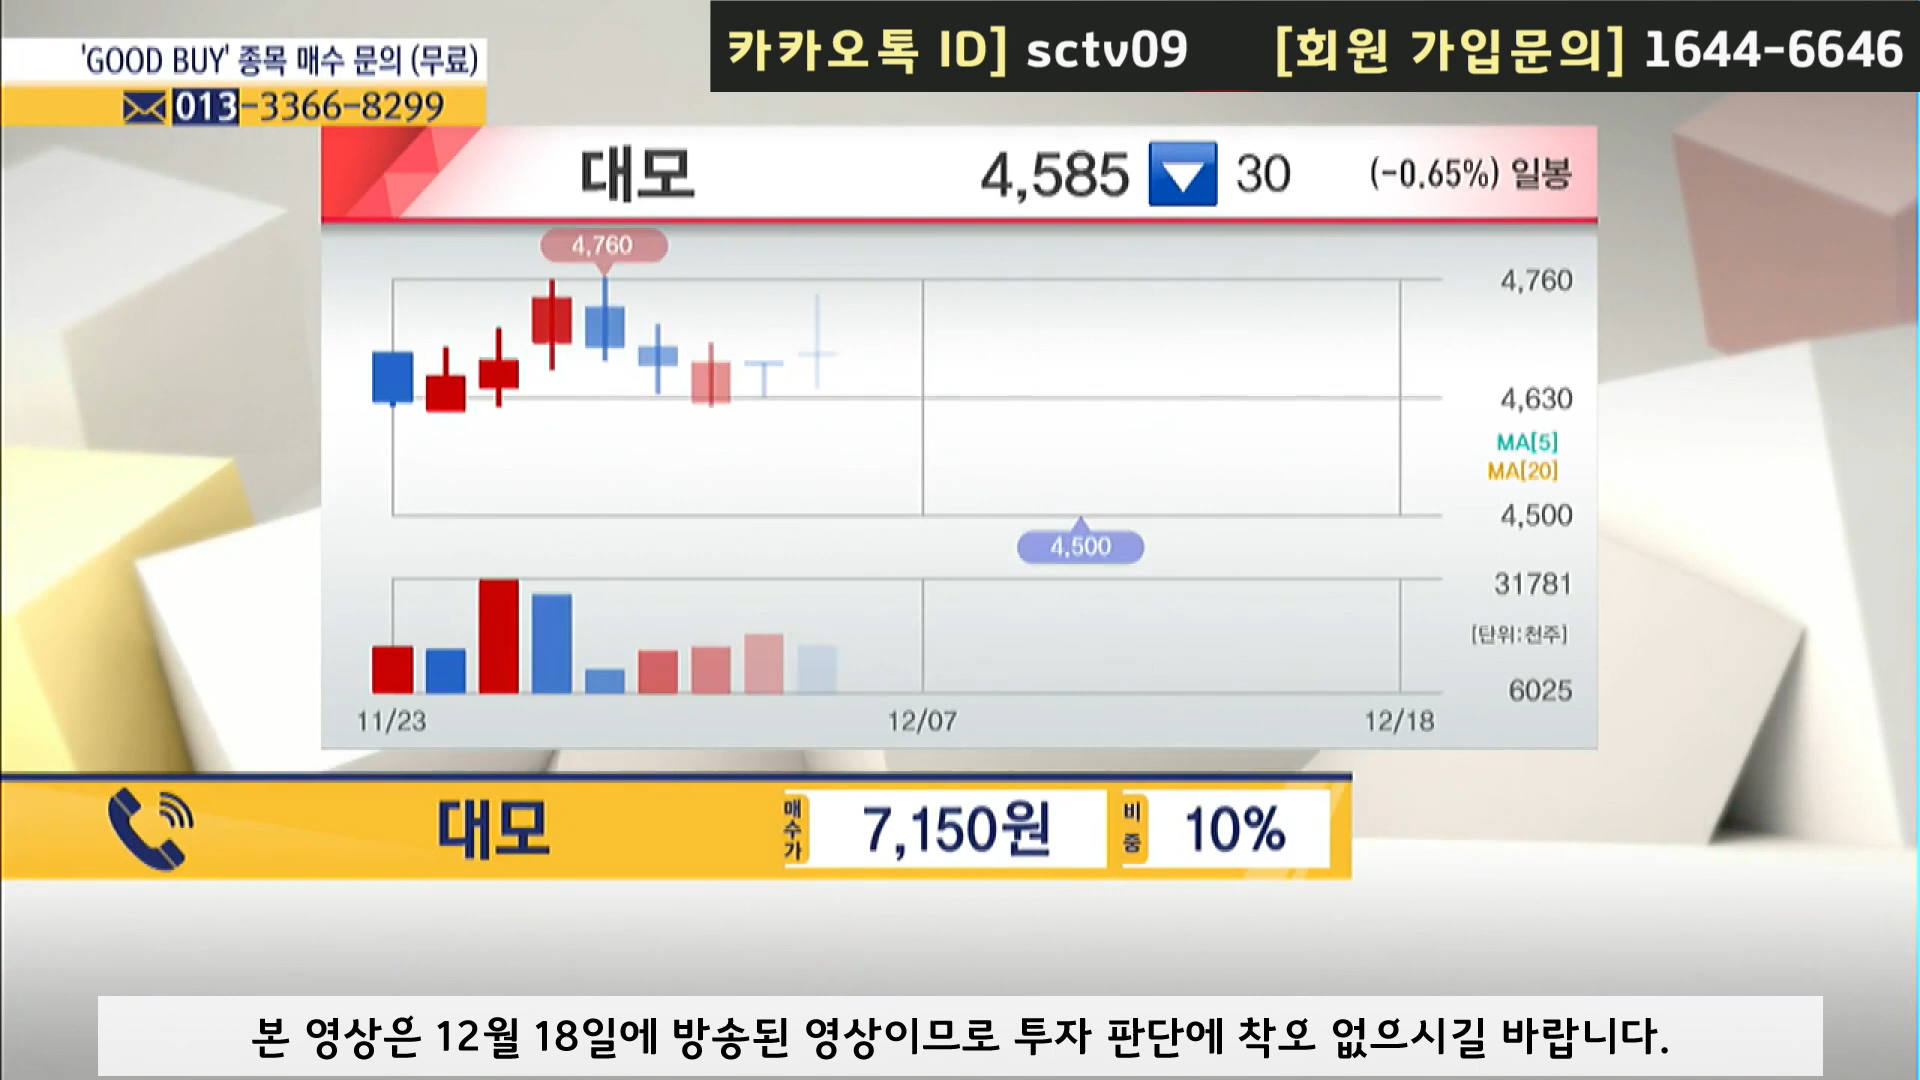 'GOOD BUY' 종목 매수 문의 (무료)
013-3366-8299
카카오톡 ID] sctv09 [회원 가입문의] 1644-6646
대모 4,585 30 (-0.65%) 일봉
4,760
4,760
4,630
MA[5]
MA[20]
4,500
4,500
31781
[단위:천주]
6025
11/23 12/07 12/18
대모 매수가 7,150원 비중 10%
본 영상은 12월 18일에 방송된 영상이므로 투자 판단에 착오 없으시길 바랍니다.